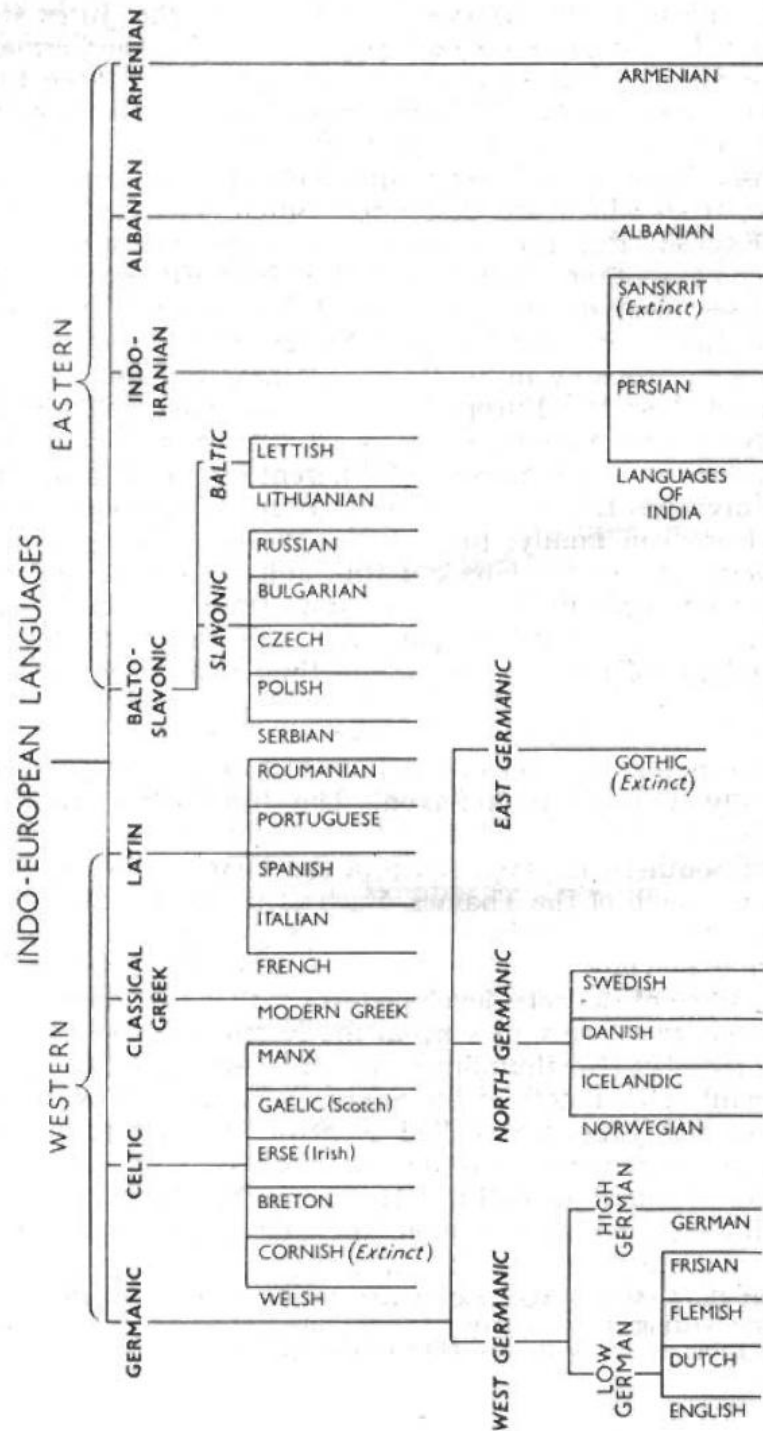 INDO-EUROPEAN LANGUAGES
WESTERN
EASTERN
GERMANIC
CELTIC
CLASSICAL
GREEK
LATIN
BALTO-
SLAVONIC
INDO-
IRANIAN
ALBANIAN
ARMENIAN
SLAVONIC
BALTIC
LETTISH
LITHUANIAN
RUSSIAN
BULGARIAN
CZECH
POLISH
SERBIAN
ROUMANIAN
PORTUGUESE
SPANISH
ITALIAN
FRENCH
MODERN GREEK
MANX
GAELIC (Scotch)
ERSE (Irish)
BRETON
CORNISH (Extinct)
WELSH
ARMENIAN
ALBANIAN
SANSKRIT
(Extinct)
PERSIAN
LANGUAGES
OF
INDIA
EAST GERMANIC
GOTHIC
(Extinct)
NORTH GERMANIC
SWEDISH
DANISH
ICELANDIC
NORWEGIAN
WEST GERMANIC
HIGH
GERMAN
GERMAN
LOW
GERMAN
FRISIAN
FLEMISH
DUTCH
ENGLISH